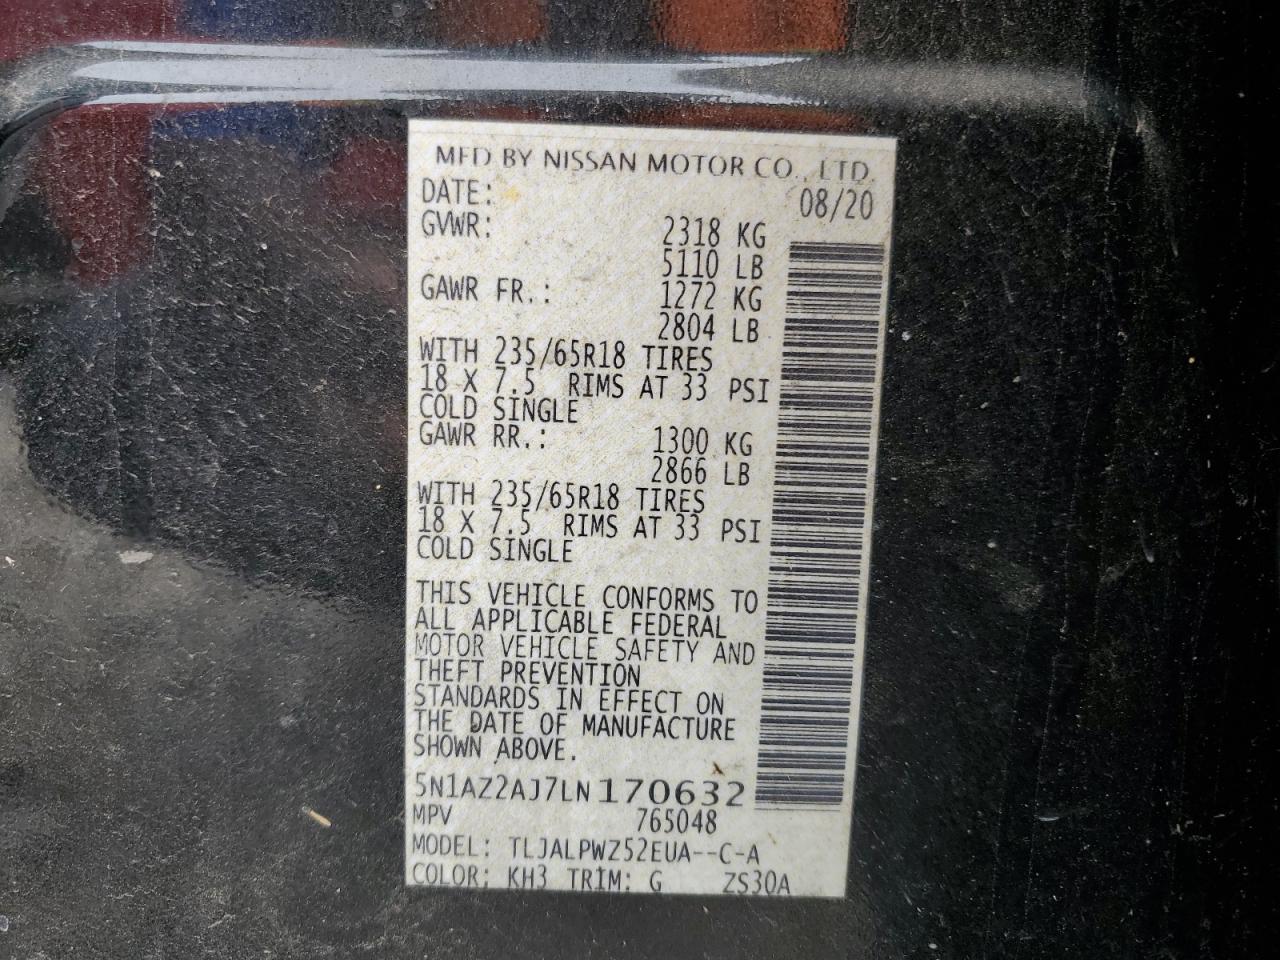 MFD BY NISSAN MOTOR CO., LTD.
DATE: 08/20
GVWR: 2318 KG
5110 LB
GAWR FR.: 1272 KG
2804 LB
WITH 235/65R18 TIRES
18 X 7.5 RIMS AT 33 PSI
COLD SINGLE
GAWR RR.: 1300 KG
2866 LB
WITH 235/65R18 TIRES
18 X 7.5 RIMS AT 33 PSI
COLD SINGLE
THIS VEHICLE CONFORMS TO
ALL APPLICABLE FEDERAL
MOTOR VEHICLE SAFETY AND
THEFT PREVENTION
STANDARDS IN EFFECT ON
THE DATE OF MANUFACTURE
SHOWN ABOVE.
5N1AZ2AJ7LN170632
MPV 765048
MODEL: TLJALPWZ52EUA--C-A
COLOR: KH3 TRIM: G ZS30A